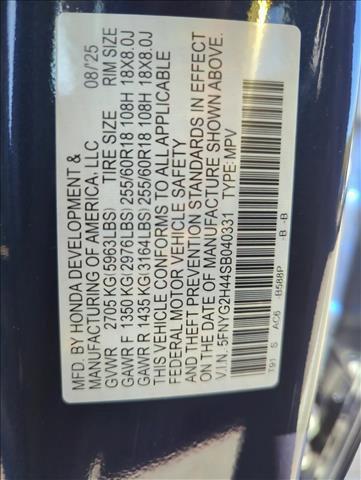 MFD. BY HONDA DEVELOPMENT &
MANUFACTURING OF AMERICA, LLC. 08/'25
GVWR 2705 KG(5963LBS) TIRE SIZE RIM SIZE
GAWR F 1350 KG(2976LBS) 255/60R18 108H 18X8.0J
GAWR R 1435 KG(3164LBS) 255/60R18 108H 18X8.0J
THIS VEHICLE CONFORMS TO ALL APPLICABLE
FEDERAL MOTOR VEHICLE SAFETY
AND THEFT PREVENTION STANDARDS IN EFFECT
ON THE DATE OF MANUFACTURE SHOWN ABOVE.
V.I.N. 5FNYG2H44SB040331 TYPE: MPV
T91 S AC6 -B588P -B -B